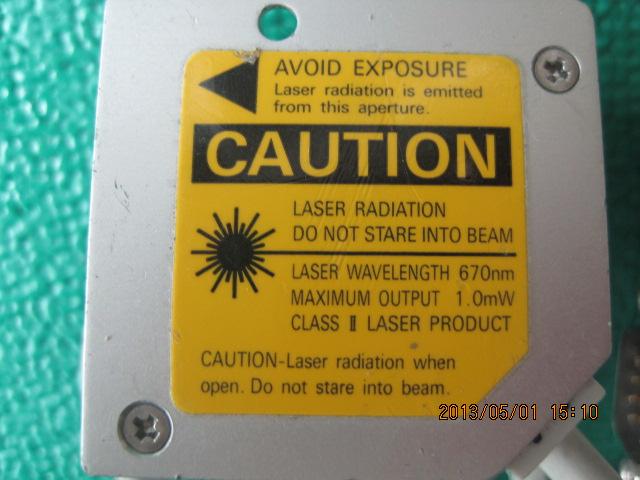 AVOID EXPOSURE
Laser radiation is emitted
from this aperture.
CAUTION
LASER RADIATION
DO NOT STARE INTO BEAM
LASER WAVELENGTH 670nm
MAXIMUM OUTPUT 1.0mW
CLASS Ⅱ LASER PRODUCT
CAUTION-Laser radiation when
open. Do not stare into beam.
2013/05/01 15:10